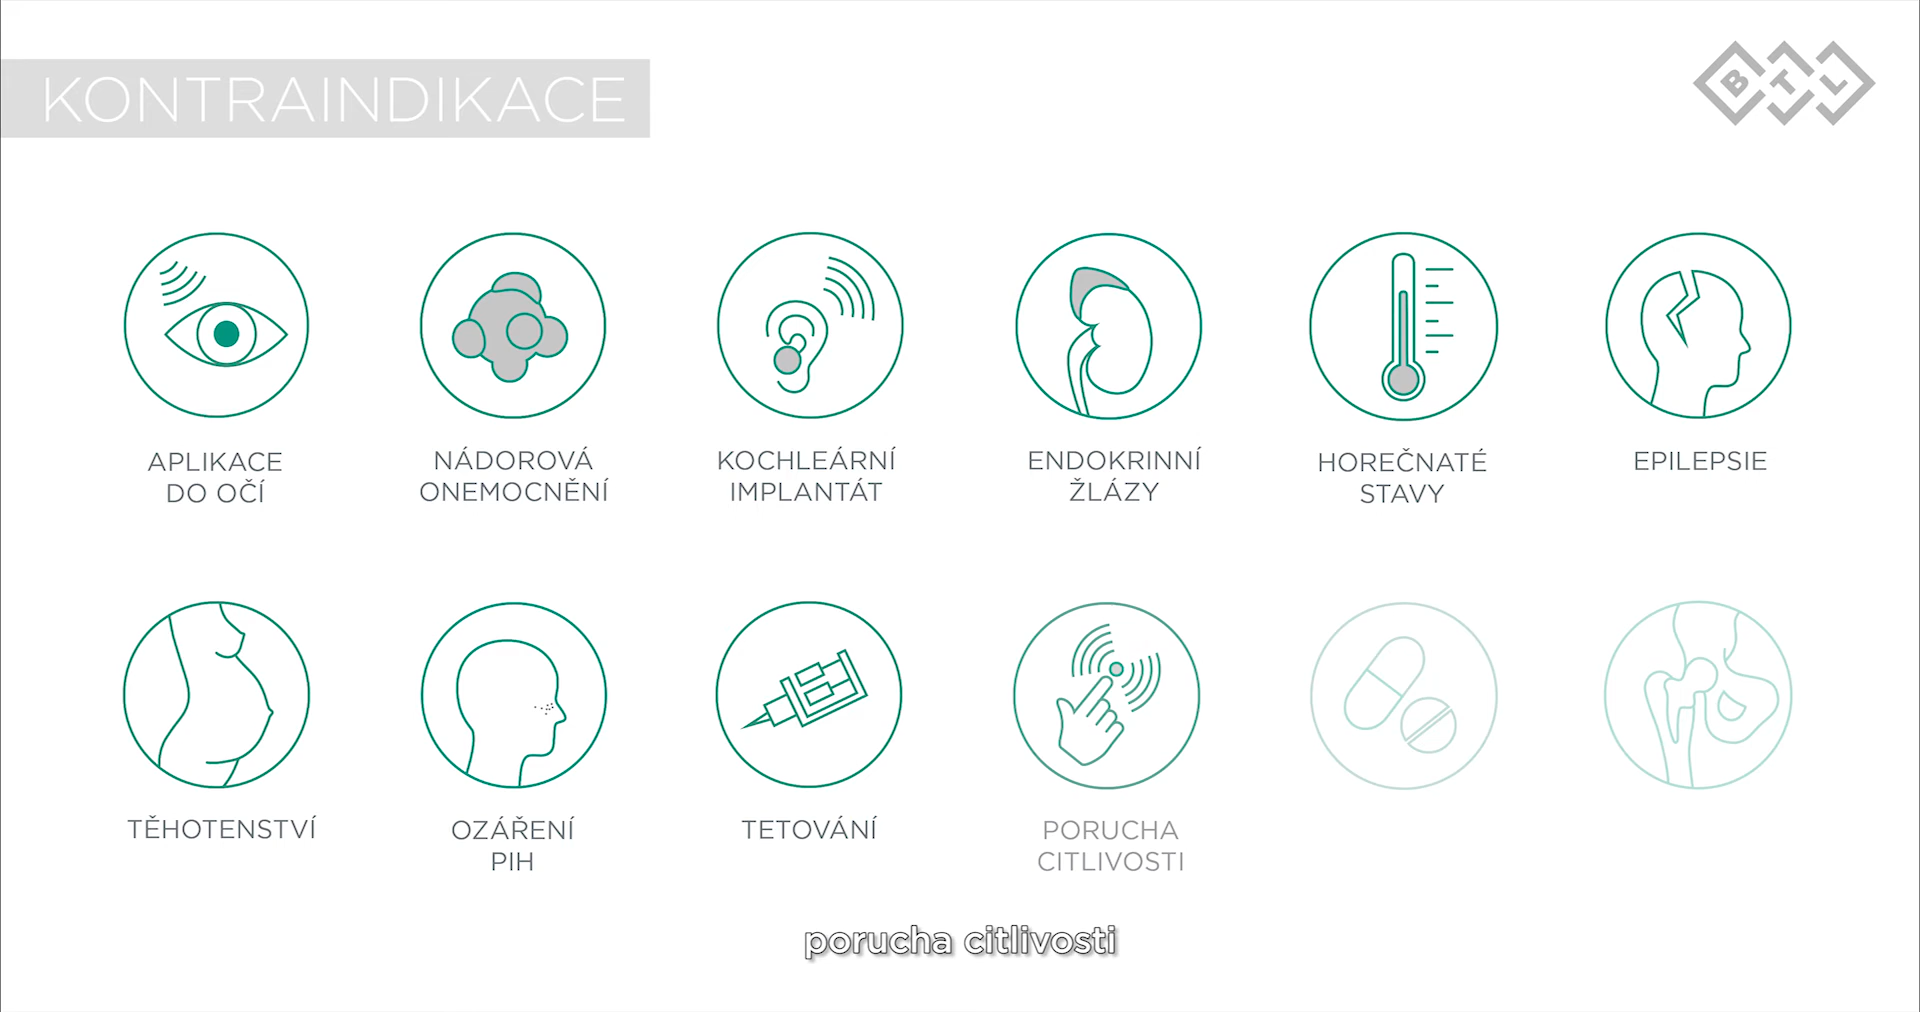 KONTRAINDIKACE
BTL
APLIKACE
DO OČÍ
NÁDOROVÁ
ONEMOCNĚNÍ
KOCHLEÁRNÍ
IMPLANTÁT
ENDOKRINNÍ
ŽLÁZY
HOREČNATÉ
STAVY
EPILEPSIE
TĚHOTENSTVÍ
OZÁŘENÍ
PIH
TETOVÁNÍ
PORUCHA
CITLIVOSTI
porucha citlivosti